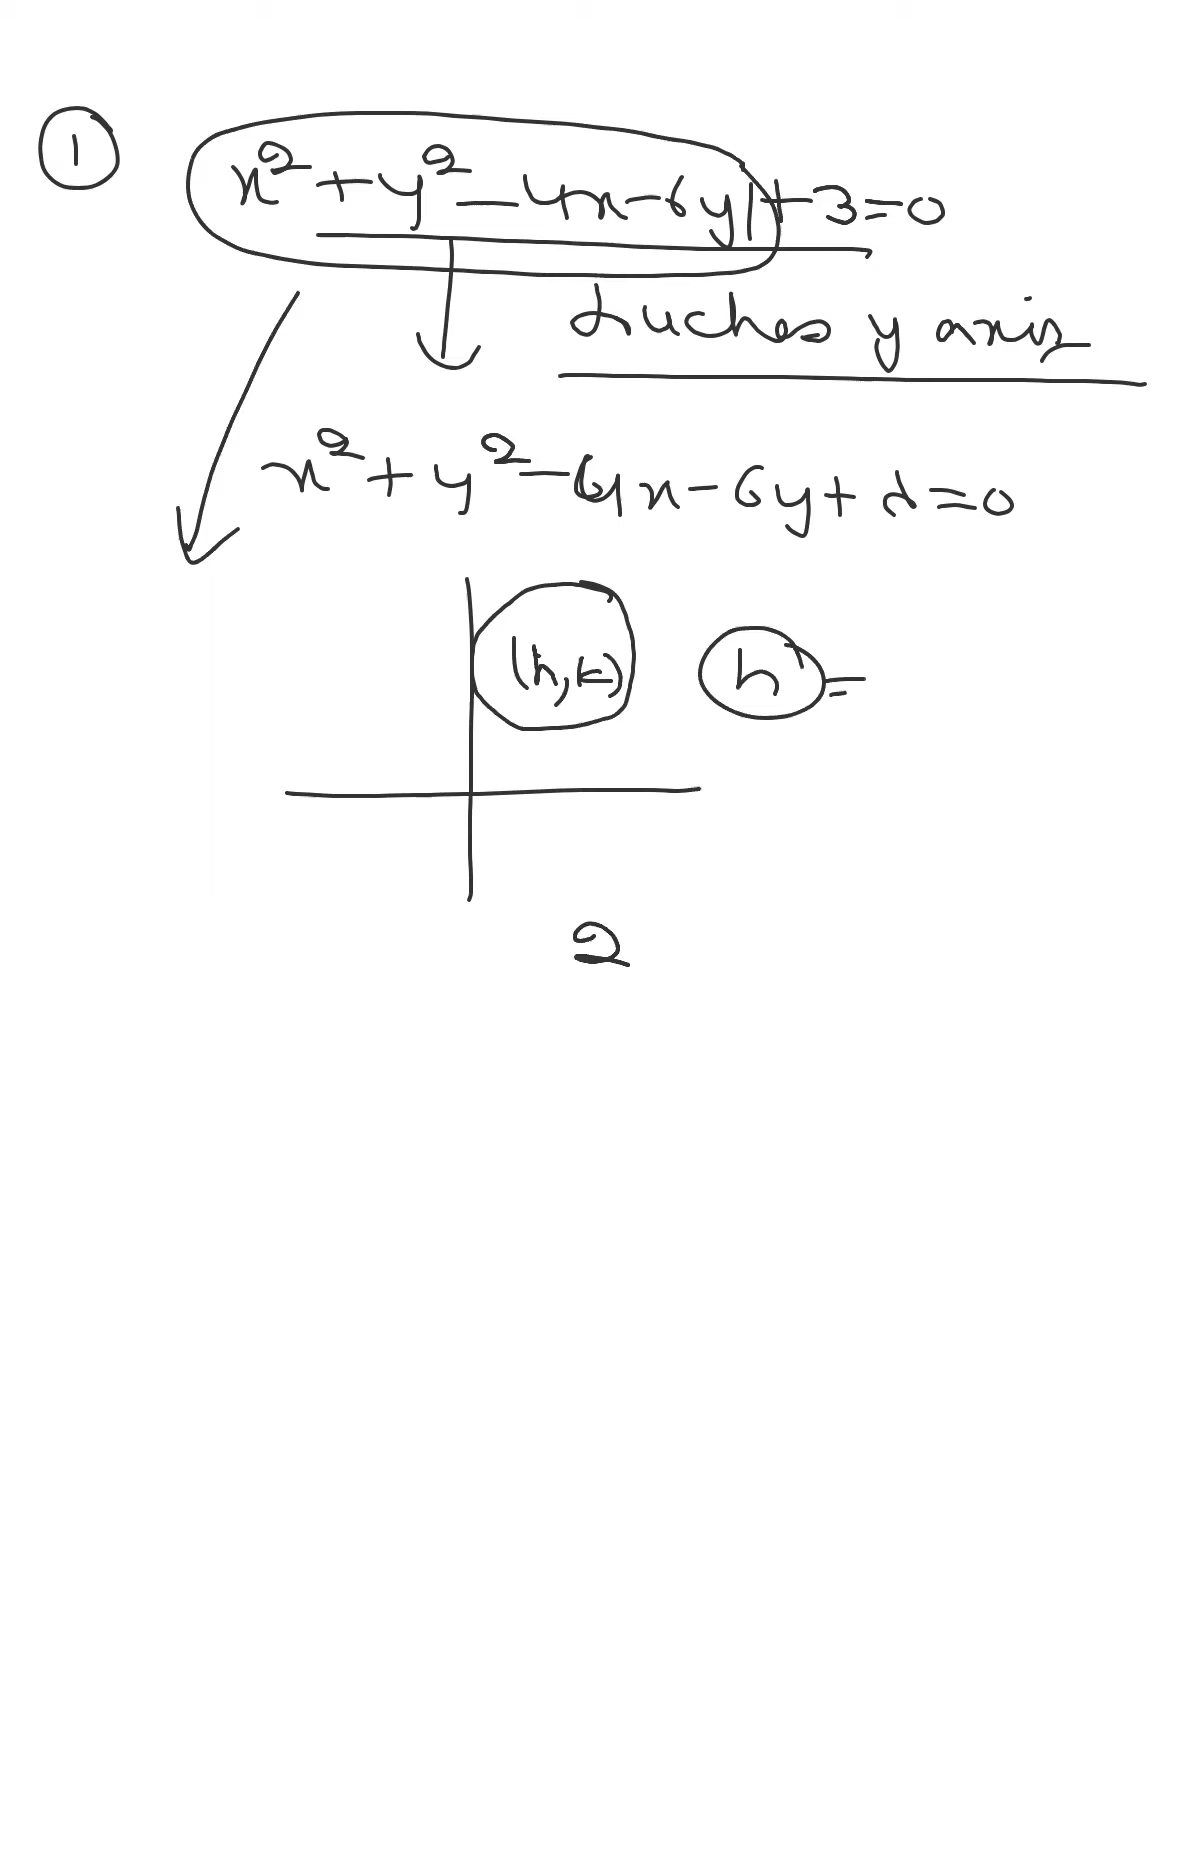 1
x² + y² - 4x - 6y + 3 = 0
touches y axis
x² + y² - 4x - 6y + d = 0
(h, k)
h =
2